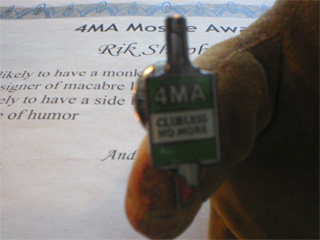 4MA Mos
Awa
Rik Sh
likely to have a monk
signer of macabre l
ely to have a side b
e of humor
And
4MA
CLUELESS
NO MORE